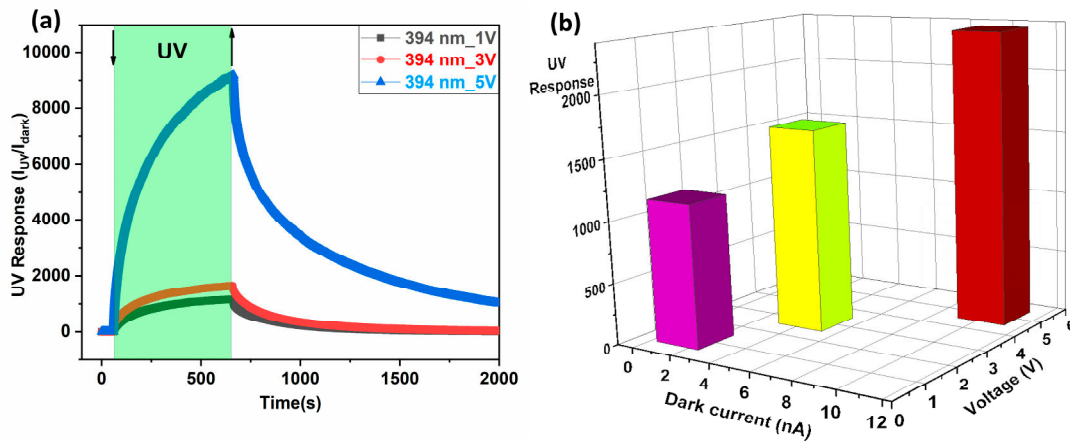 (a)
UV
394 nm_1V
394 nm_3V
394 nm_5V
UV Response (I_UV/I_dark)
10000
8000
6000
4000
2000
0
0
500
1000
1500
2000
Time(s)
(b)
UV
Response
2000
1500
1000
500
0
0
2
4
6
8
10
12
Dark current (nA)
0
1
2
3
4
5
6
Voltage (V)